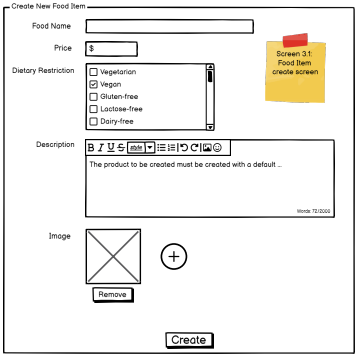 Create New Food Item
Screen 3.1:
Food Item
create screen
Food Name
Price
$
Dietary Restriction
Vegetarian
Vegan
Gluten-free
Lactose-free
Dairy-free
Description
B I U S style
The product to be created must be created with a default ...
Words: 72/2000
Image
Remove
Create